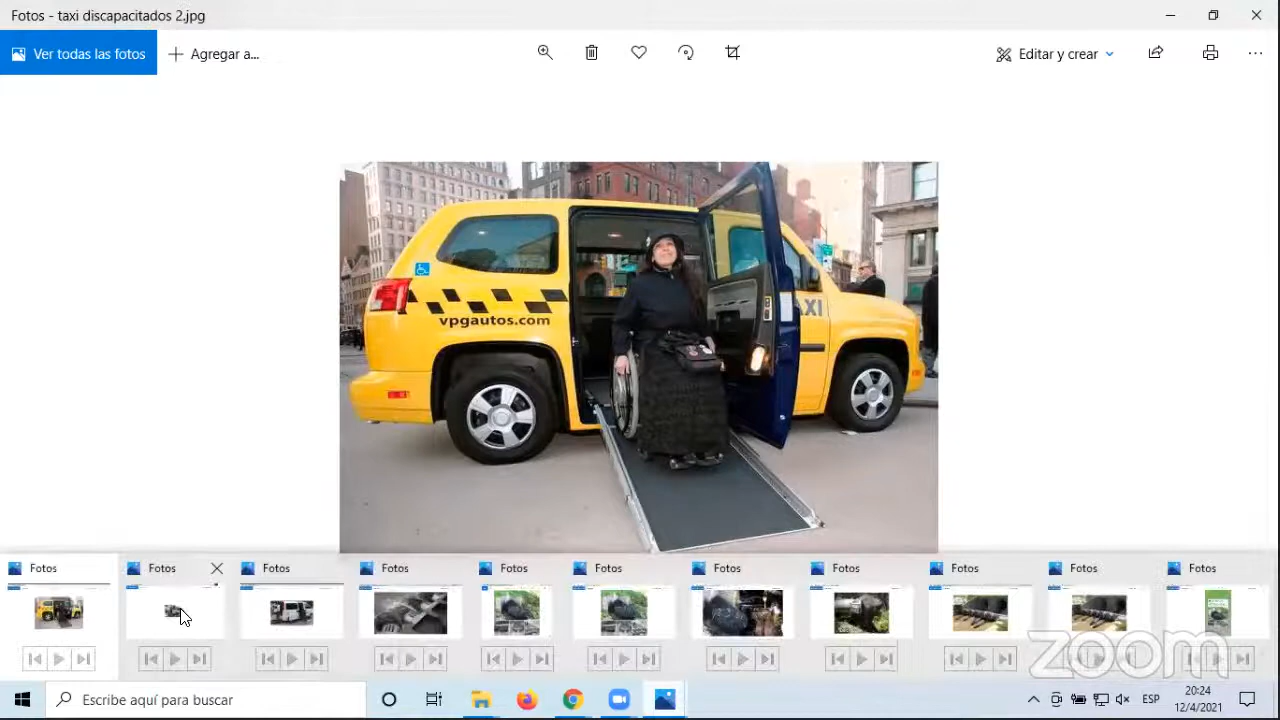 Fotos - taxi discapacitados 2.jpg
Ver todas las fotos
Agregar a...
Editar y crear
vpgautos.com
AXI
Fotos
Fotos
Fotos
Fotos
Fotos
Fotos
Fotos
Fotos
Fotos
Fotos
Fotos
zoom
Escribe aquí para buscar
ESP
20:24
12/4/2021